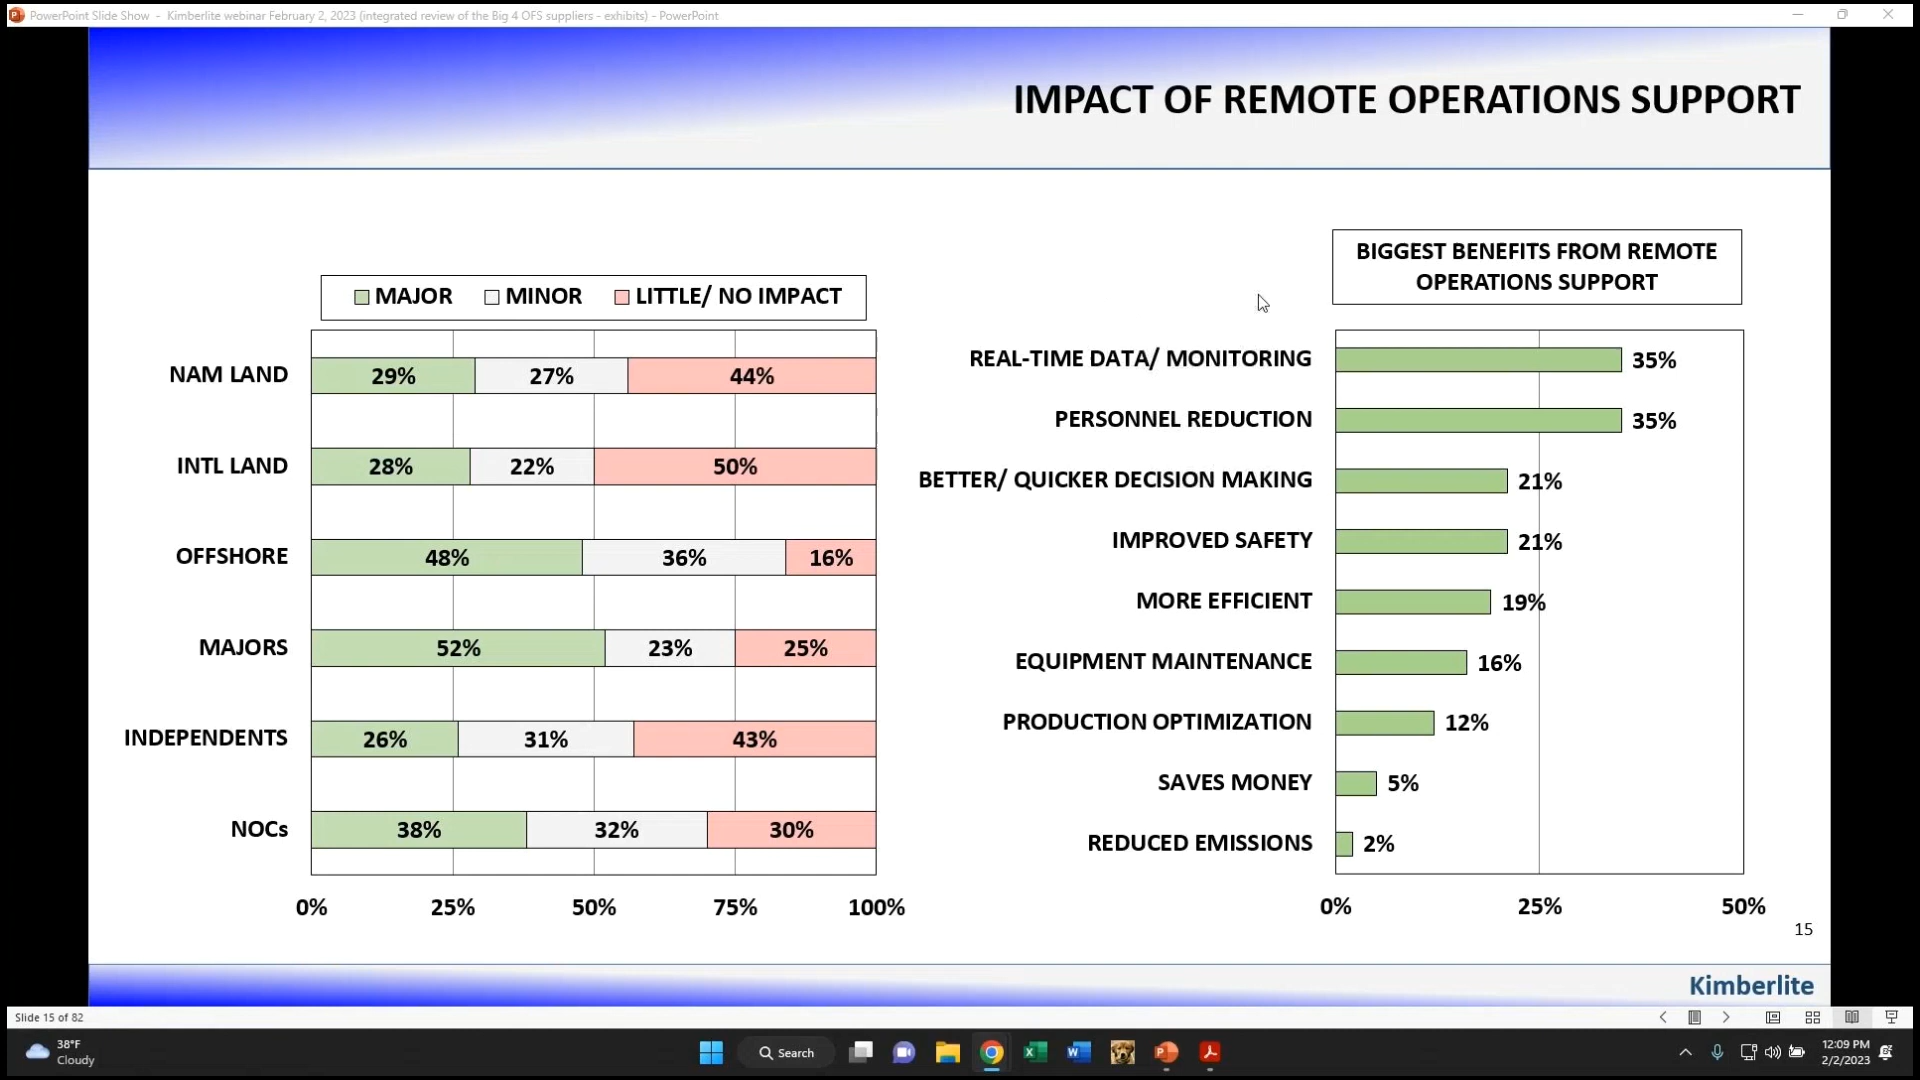 PowerPoint Slide Show - Kimberlite webinar February 2, 2023 (integrated review of the Big 4 OFS suppliers - exhibits) - PowerPoint
IMPACT OF REMOTE OPERATIONS SUPPORT
MAJOR MINOR LITTLE/ NO IMPACT
NAM LAND 29% 27% 44%
INTL LAND 28% 22% 50%
OFFSHORE 48% 36% 16%
MAJORS 52% 23% 25%
INDEPENDENTS 26% 31% 43%
NOCs 38% 32% 30%
0% 25% 50% 75% 100%
BIGGEST BENEFITS FROM REMOTE
OPERATIONS SUPPORT
REAL-TIME DATA/ MONITORING 35%
PERSONNEL REDUCTION 35%
BETTER/ QUICKER DECISION MAKING 21%
IMPROVED SAFETY 21%
MORE EFFICIENT 19%
EQUIPMENT MAINTENANCE 16%
PRODUCTION OPTIMIZATION 12%
SAVES MONEY 5%
REDUCED EMISSIONS 2%
0% 25% 50%
15
Kimberlite
Slide 15 of 82
38°F
Cloudy
Search
12:09 PM
2/2/2023